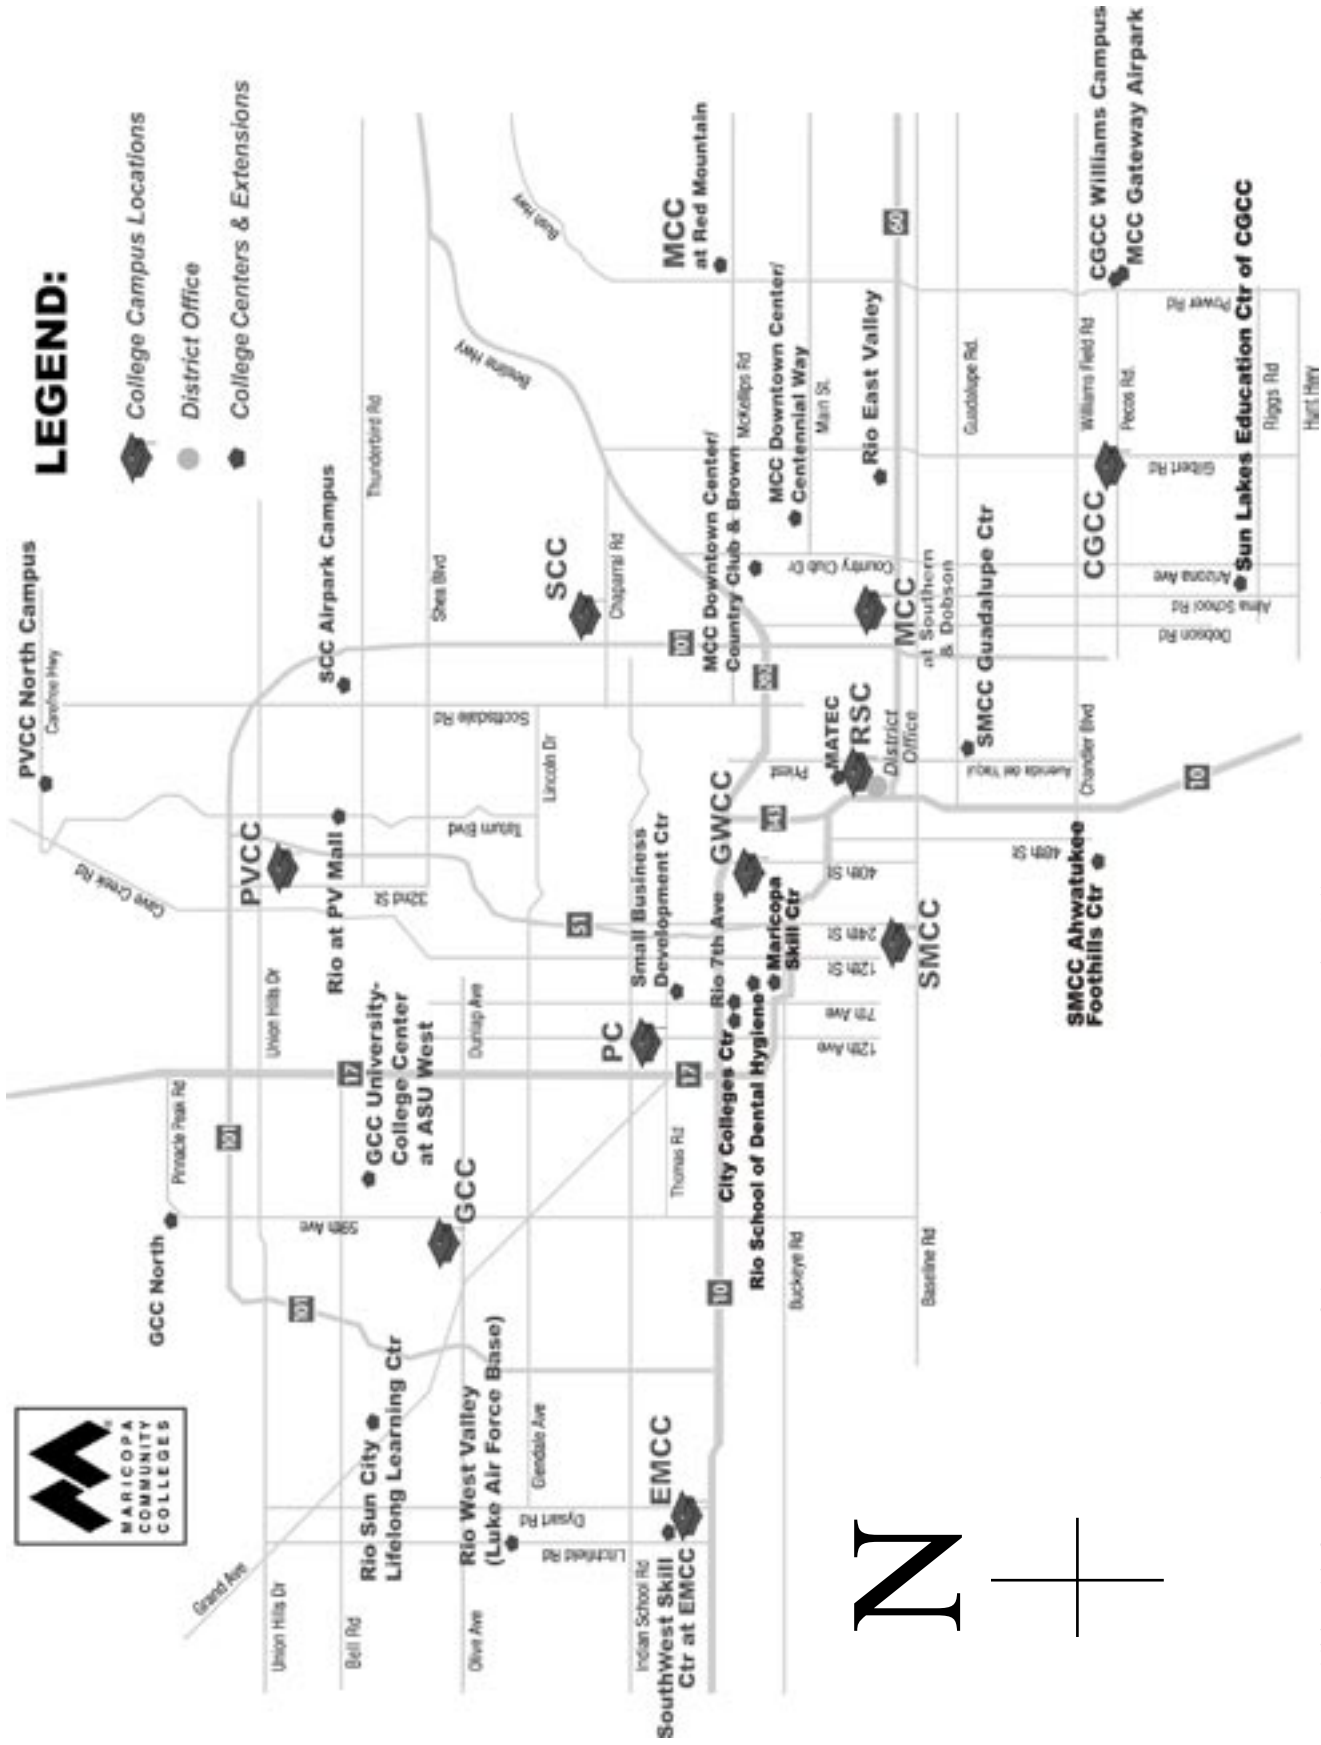 MARICOPA
COMMUNITY
COLLEGES
LEGEND:
College Campus Locations
District Office
College Centers & Extensions
PVCC North Campus
Carefree Hwy
Cave Creek Rd
GCC North
Pinnacle Peak Rd
101
101
PVCC
SCC Airpark Campus
Thunderbird Rd
Grand Ave
Union Hills Dr
Union Hills Dr
Bell Rd
59th Ave
17
Rio at PV Mall
32nd St
Tatum Blvd
Scottsdale Rd
Shea Blvd
Beeline Hwy
Bush Hwy
Rio Sun City
Lifelong Learning Ctr
GCC University-
College Center
at ASU West
GCC
Dunlap Ave
Olive Ave
Rio West Valley
(Luke Air Force Base)
Glendale Ave
Lincoln Dr
51
SCC
Chaparral Rd
101
Dysart Rd
Litchfield Rd
Indian School Rd
EMCC
SouthWest Skill
Ctr at EMCC
PC
17
Thomas Rd
Small Business
Development Ctr
MCC
at Red Mountain
McKellips Rd
MCC Downtown Center/
Country Club & Brown
MCC Downtown Center/
Centennial Way
Main St.
202
10
City Colleges Ctr
Rio School of Dental Hygiene
Rio 7th Ave
GWCC
Maricopa
Skill Ctr
143
Priest
MATEC
RSC
District
Office
Buckeye Rd
12th Ave
7th Ave
12th St
24th St
40th St
48th St
SMCC
Baseline Rd
Country Club Dr
Rio East Valley
60
MCC
at Southern
& Dobson
Guadalupe Rd.
SMCC Guadalupe Ctr
Avenida del Yaqui
Chandler Blvd
Williams Field Rd
Pecos Rd.
CGCC
CGCC Williams Campus
MCC Gateway Airpark
SMCC Ahwatukee
Foothills Ctr
10
Dobson Rd
Alma School Rd
Arizona Ave
Gilbert Rd
Power Rd
Sun Lakes Education Ctr of CGCC
Riggs Rd
Hunt Hwy
N